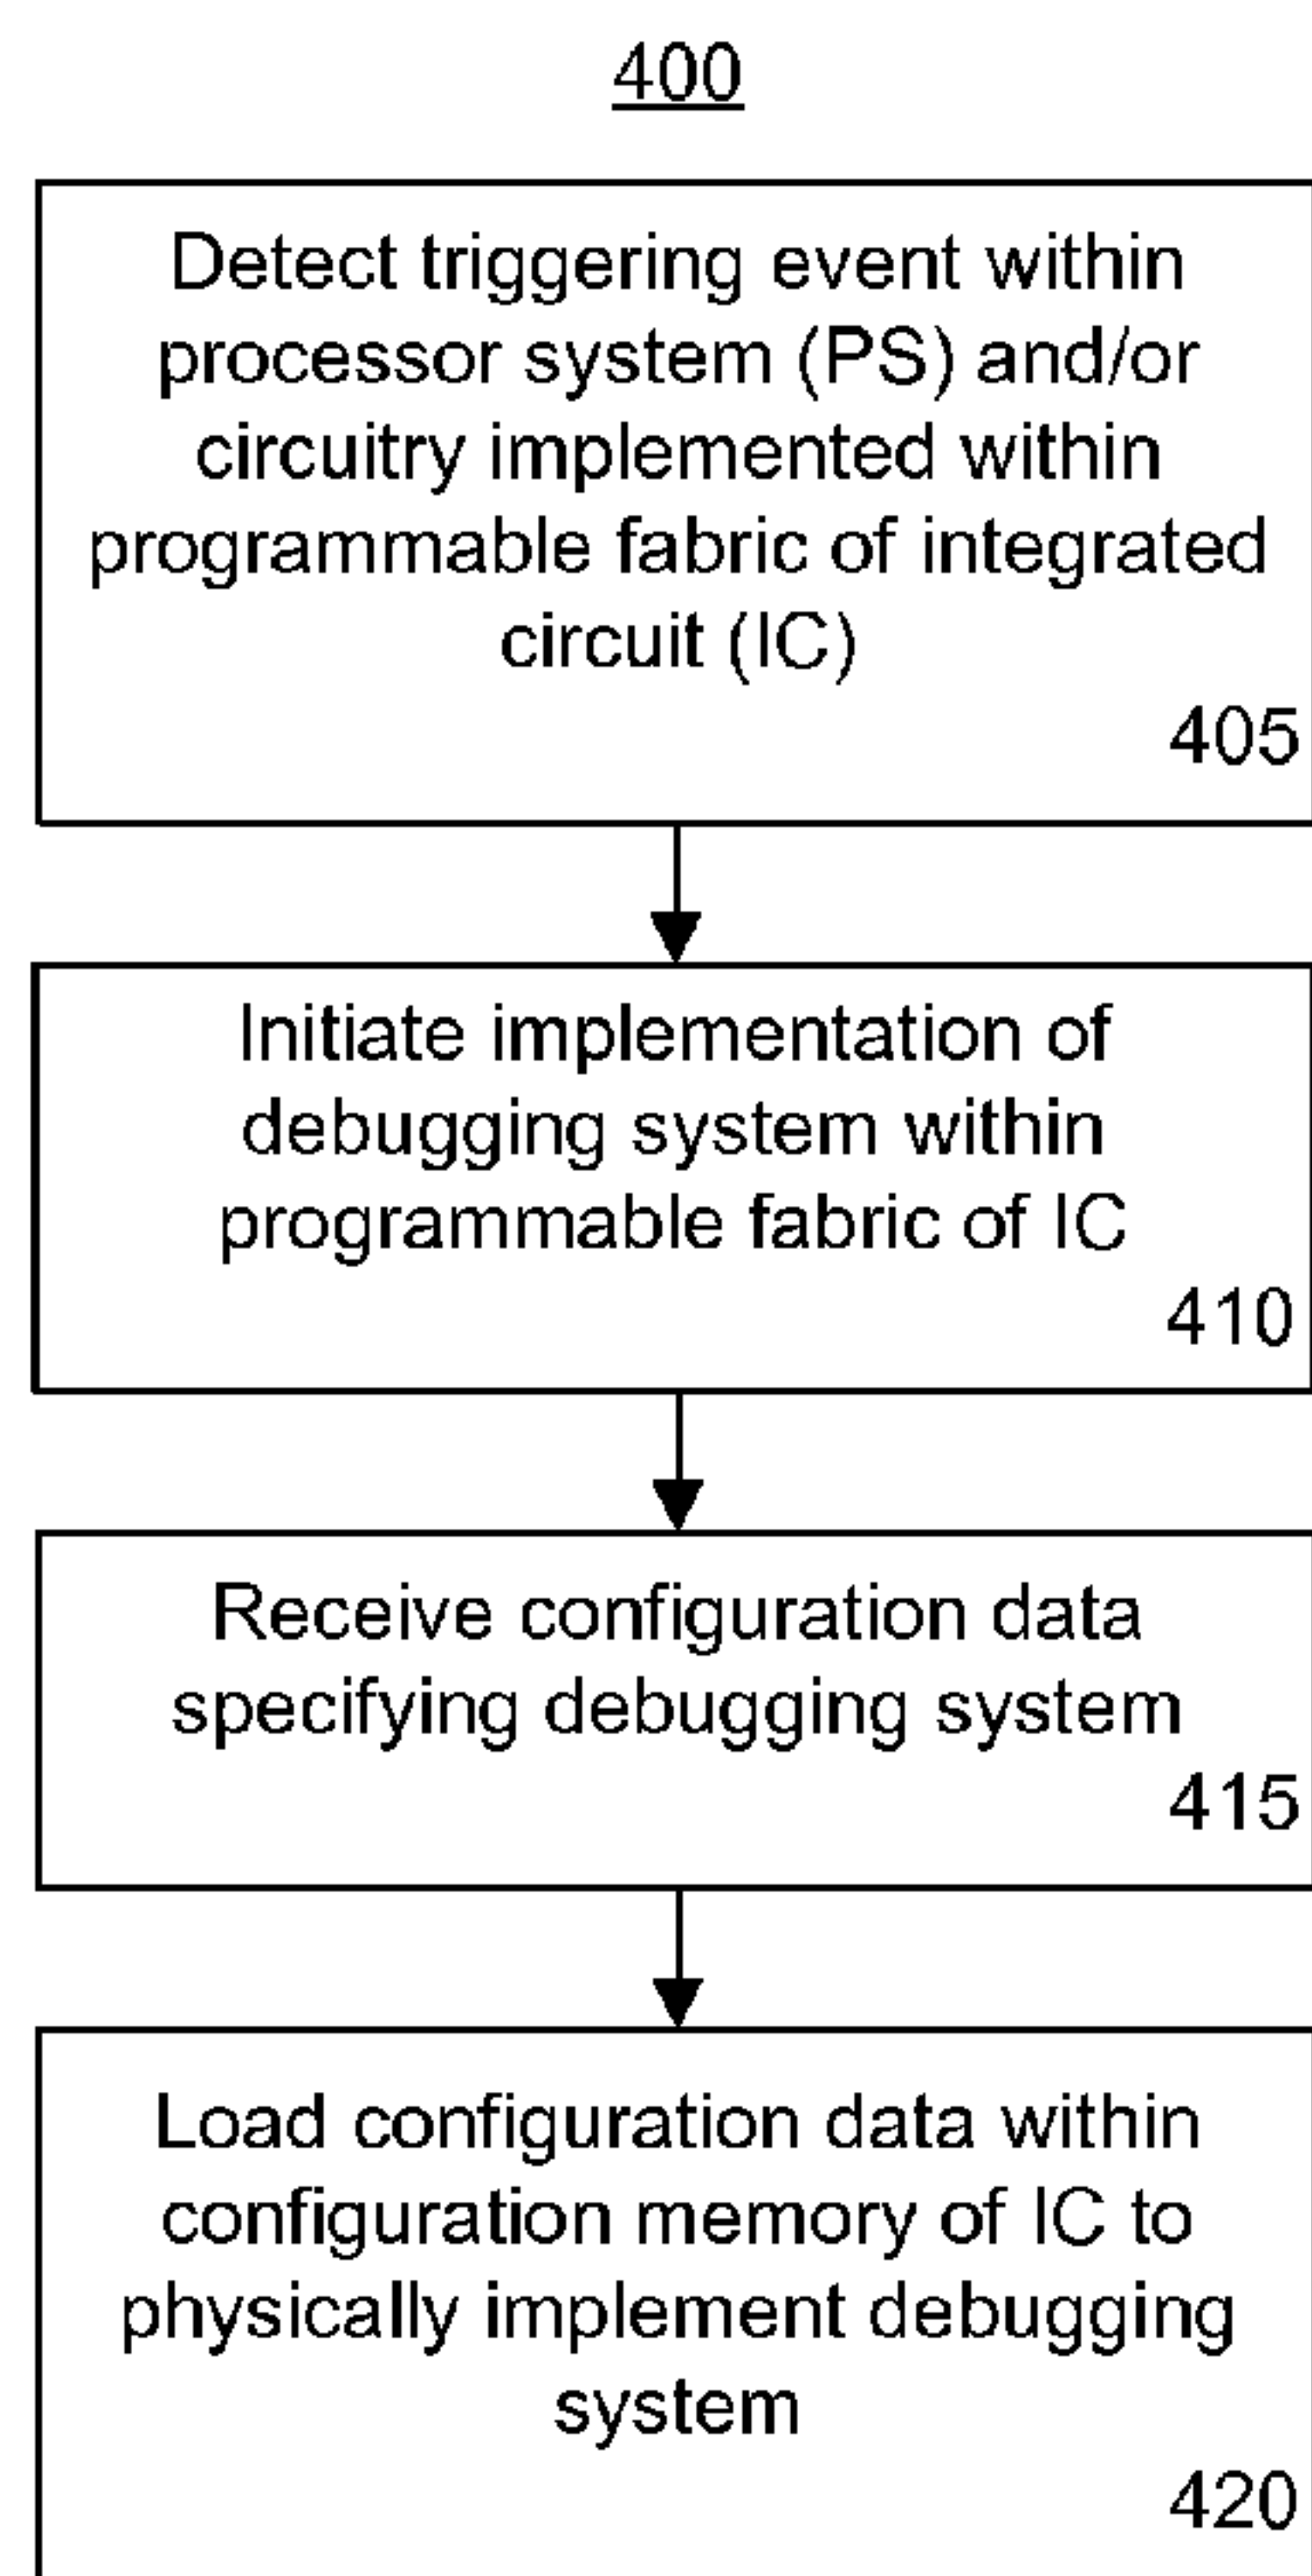 400
Detect triggering event within
processor system (PS) and/or
circuitry implemented within
programmable fabric of integrated
circuit (IC)
405
Initiate implementation of
debugging system within
programmable fabric of IC
410
Receive configuration data
specifying debugging system
415
Load configuration data within
configuration memory of IC to
physically implement debugging
system
420